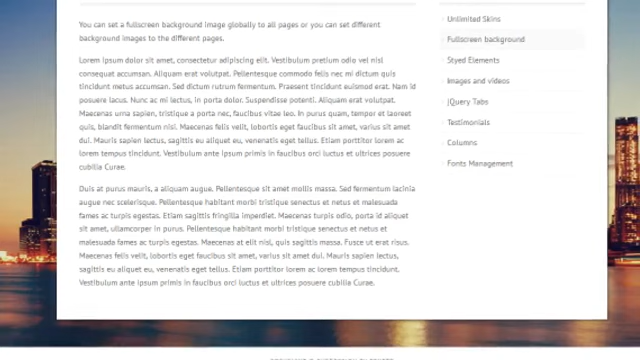 You can set a fullscreen background image globally to all pages or you can set different
background images to the different pages.
Lorem ipsum dolor sit amet, consectetur adipiscing elit. Vestibulum pretium odio vel nisl
consequat accumsan. Aliquam erat volutpat. Pellentesque commodo felis nec mi dictum quis
tincidunt metus accumsan. Sed dictum rutrum fermentum. Praesent tincidunt euismod erat. Nam id
posuere lacus. Nunc ac mi lectus, in porta dolor. Suspendisse potenti. Aliquam erat volutpat.
Maecenas urna sapien, tristique a porta nec, faucibus vitae leo. In purus quam, tempor et laoreet
quis, blandit fermentum nisi. Maecenas felis velit, lobortis eget faucibus sit amet, varius sit amet
dui. Mauris sapien lectus, sagittis eu aliquet eu, venenatis eget tellus. Etiam porttitor lorem ac
lorem tempus tincidunt. Vestibulum ante ipsum primis in faucibus orci luctus et ultrices posuere
cubilia Curae.
Duis at purus mauris, a aliquam augue. Pellentesque sit amet mollis massa. Sed fermentum lacinia
augue nec scelerisque. Pellentesque habitant morbi tristique senectus et netus et malesuada
fames ac turpis egestas. Etiam sagittis fringilla imperdiet. Maecenas turpis odio, porta id aliquet
sit amet, ullamcorper in purus. Pellentesque habitant morbi tristique senectus et netus et
malesuada fames ac turpis egestas. Maecenas at elit nisl, quis sagittis massa. Fusce ut erat risus.
Maecenas felis velit, lobortis eget faucibus sit amet, varius sit amet dui. Mauris sapien lectus,
sagittis eu aliquet eu, venenatis eget tellus. Etiam porttitor lorem ac lorem tempus tincidunt.
Vestibulum ante ipsum primis in faucibus orci luctus et ultrices posuere cubilia Curae.
Unlimited Skins
Fullscreen background
Styed Elements
Images and videos
JQuery Tabs
Testimonials
Columns
Fonts Management